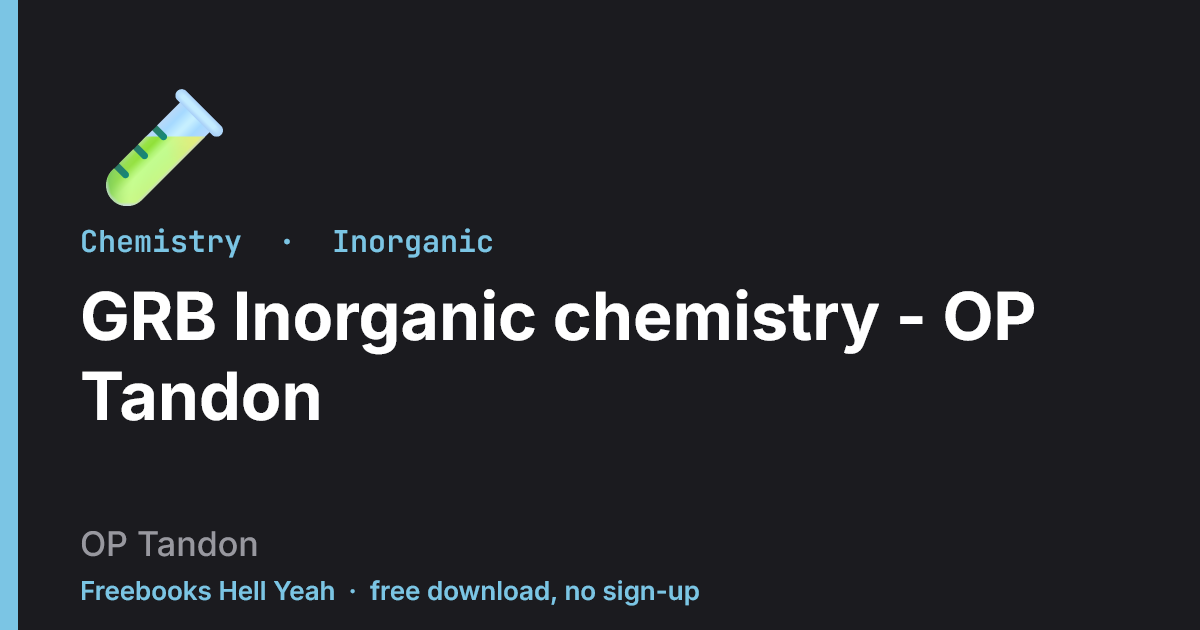 Chemistry · Inorganic
GRB Inorganic chemistry - OP
Tandon
OP Tandon
Freebooks Hell Yeah · free download, no sign-up